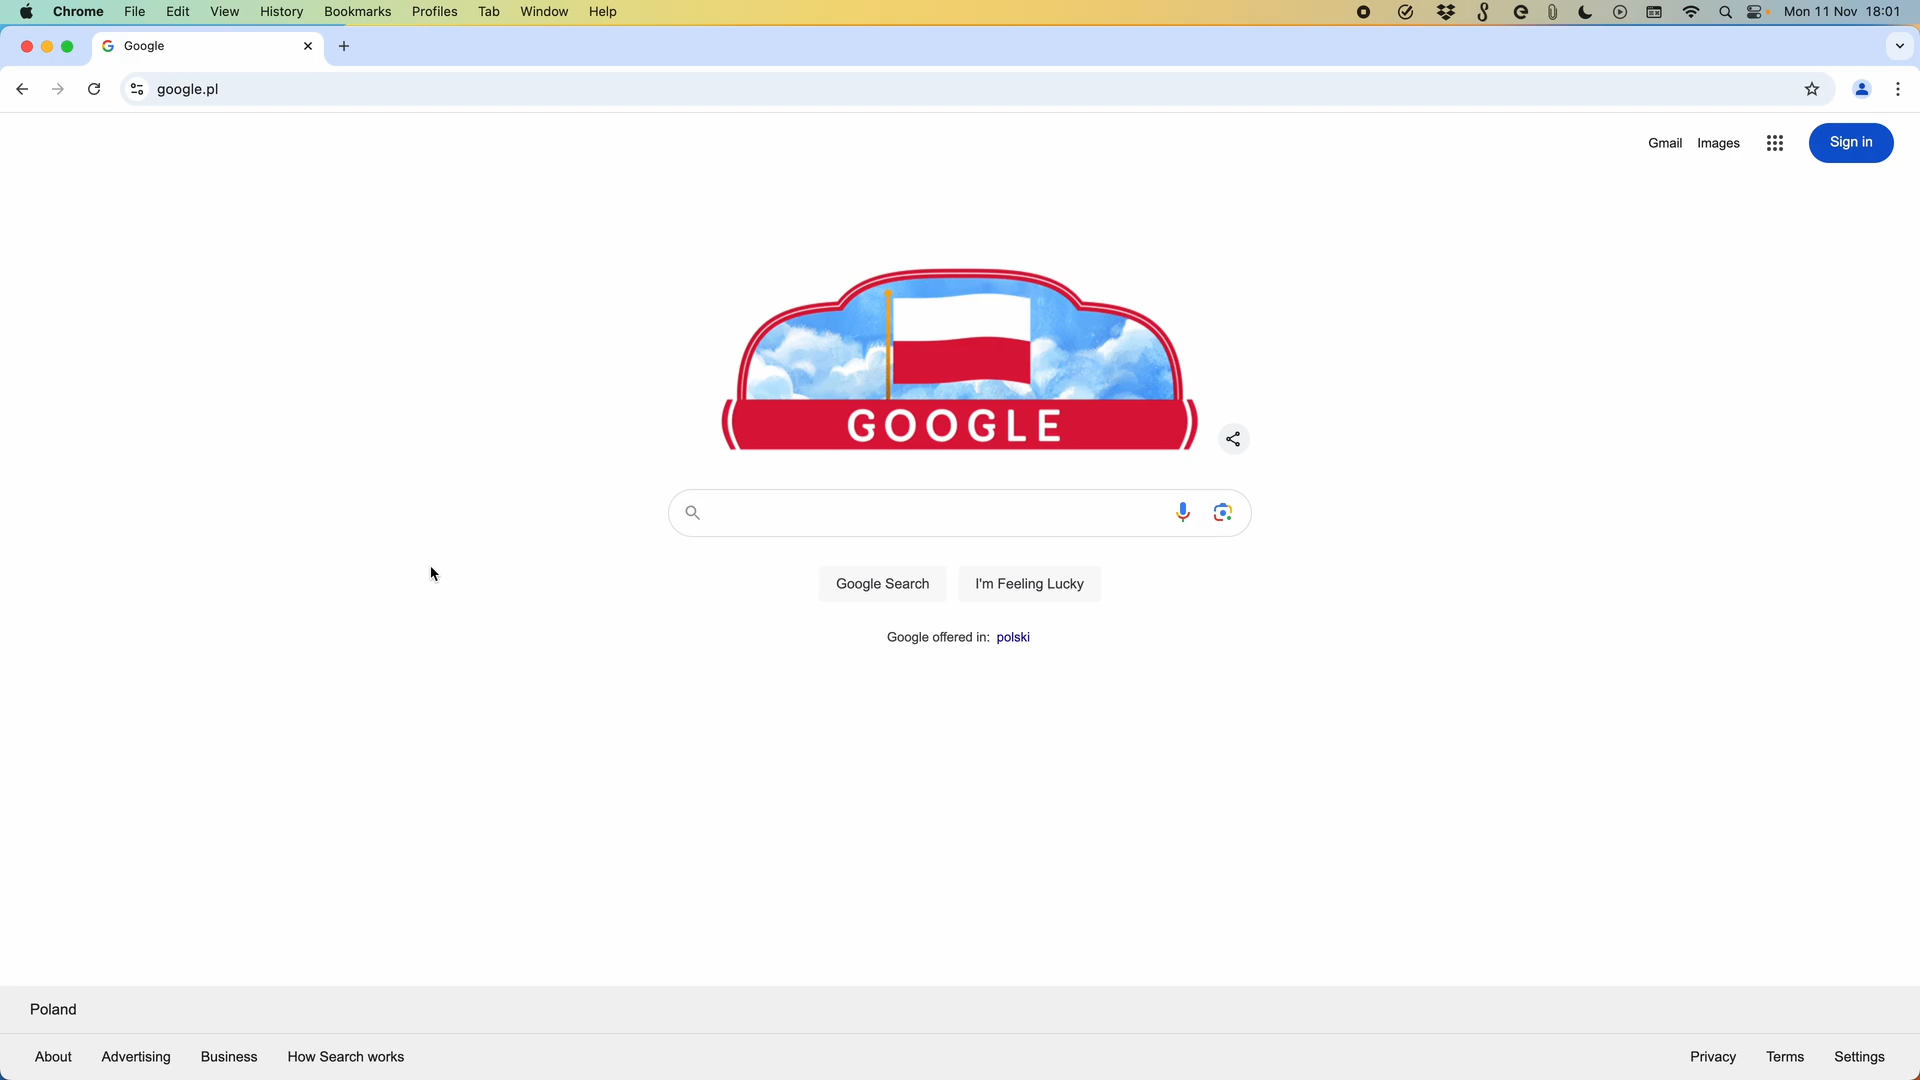 Chrome File Edit View History Bookmarks Profiles Tab Window Help Mon 11 Nov 18:01
Google
google.pl
Gmail Images Sign in
GOOGLE
Google Search I'm Feeling Lucky
Google offered in: polski
Poland
About Advertising Business How Search works Privacy Terms Settings